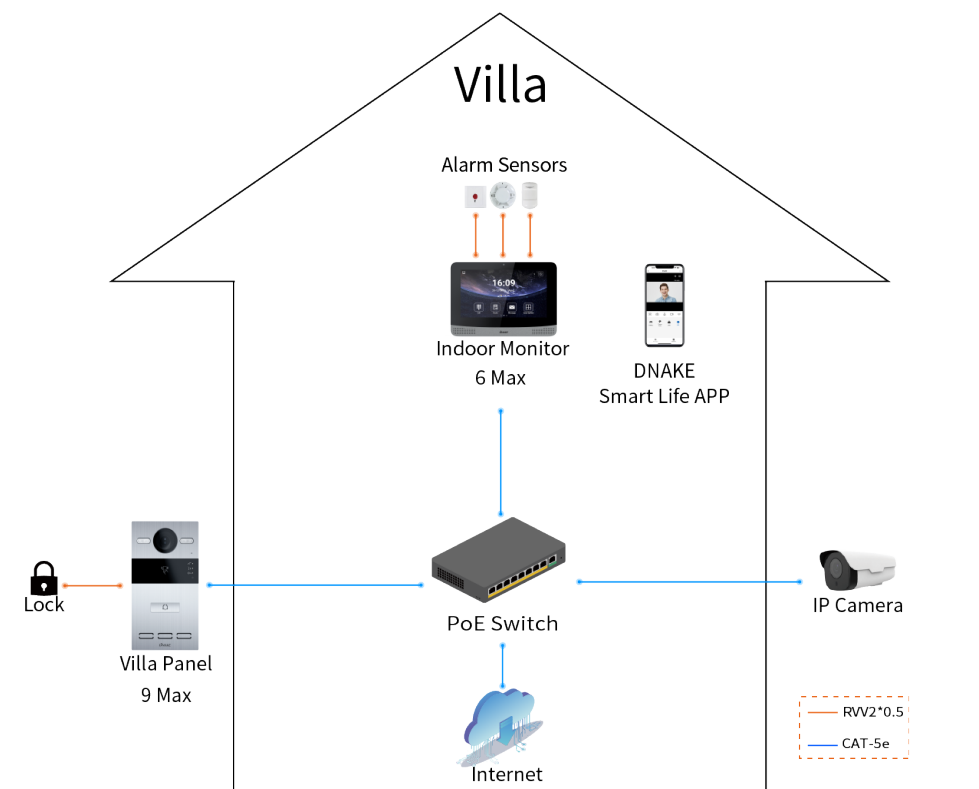 Villa
Alarm Sensors
16:09
Indoor Monitor
6 Max
DNAKE
Smart Life APP
Lock
Villa Panel
9 Max
PoE Switch
IP Camera
Internet
RVV2*0.5
CAT-5e